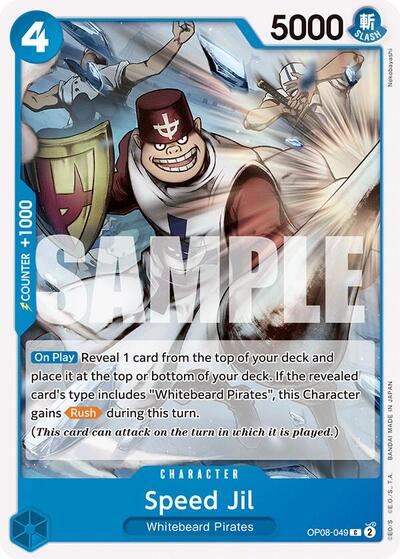 4
5000
斬
SLASH
Nekobayashi
COUNTER +1000
SAMPLE
On Play Reveal 1 card from the top of your deck and
place it at the top or bottom of your deck. If the revealed
card's type includes "Whitebeard Pirates", this Character
gains Rush during this turn.
(This card can attack on the turn in which it is played.)
©E.O./S. ©E.O./S., T.A. BANDAI MADE IN JAPAN
CHARACTER
Speed Jil
Whitebeard Pirates
OP08-049 C 2